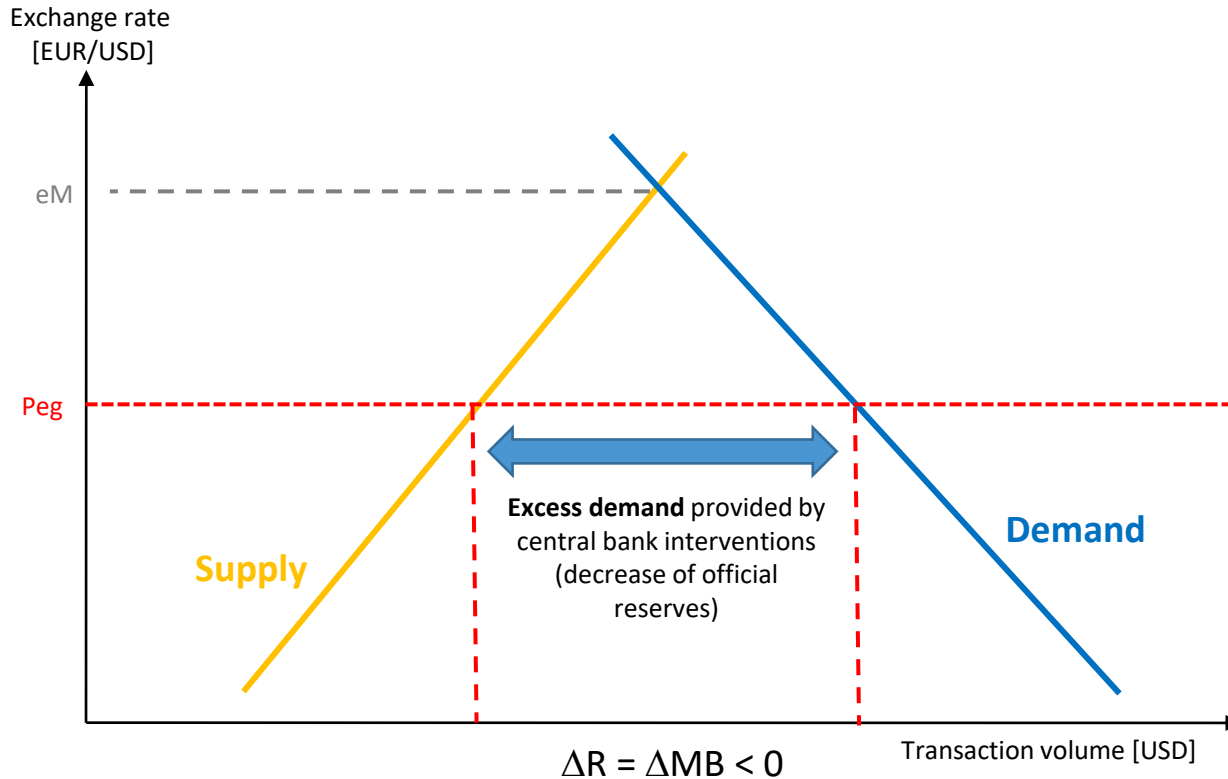 Exchange rate
[EUR/USD]
eM
Peg
Excess demand provided by
central bank interventions
(decrease of official
reserves)
Supply
Demand
Transaction volume [USD]
ΔR = ΔMB < 0